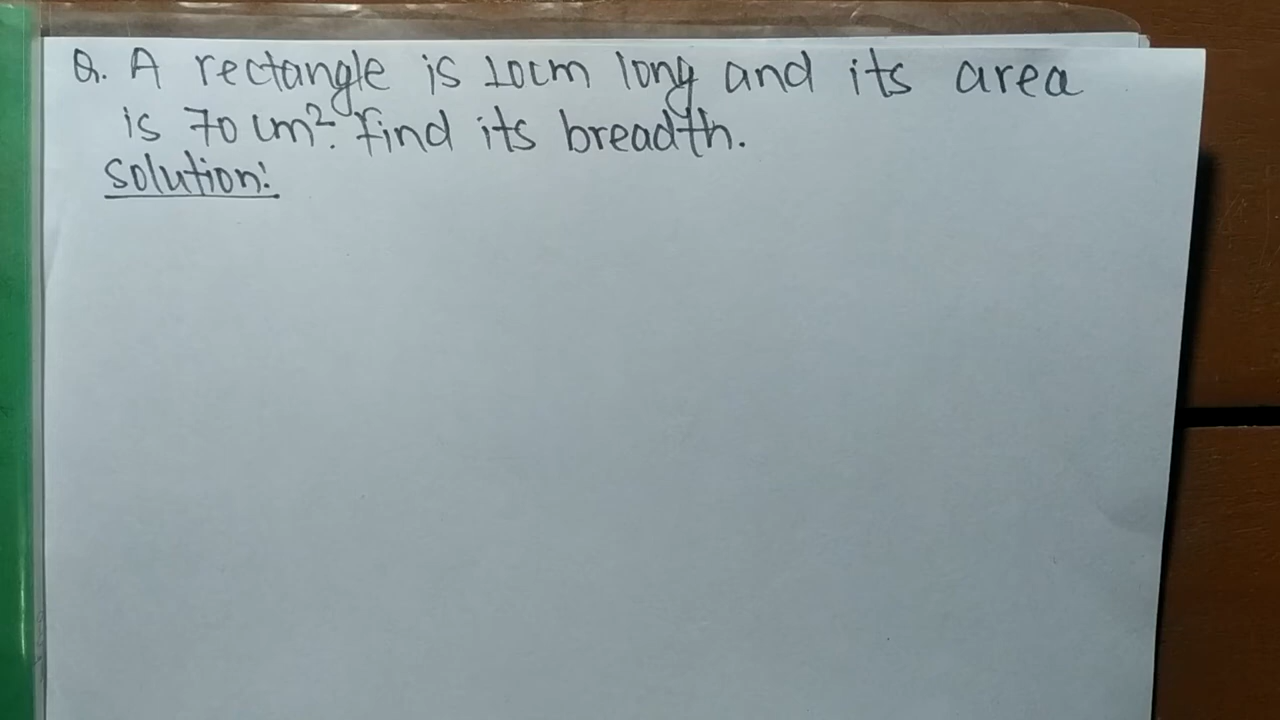 Q. A rectangle is 10cm long and its area
is 70 cm². find its breadth.
Solution: